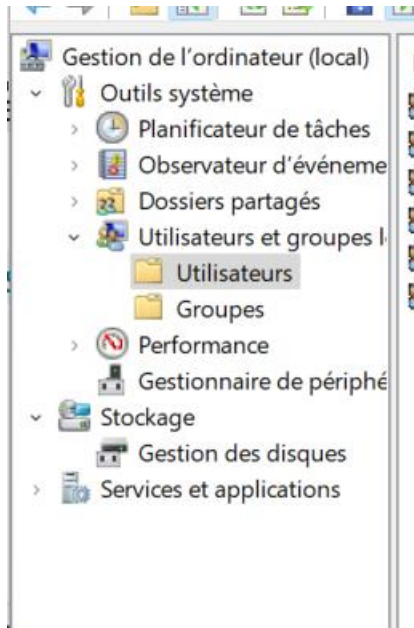 Gestion de l'ordinateur (local)
Outils système
Planificateur de tâches
Observateur d'événeme
Dossiers partagés
Utilisateurs et groupes l
Utilisateurs
Groupes
Performance
Gestionnaire de périphé
Stockage
Gestion des disques
Services et applications